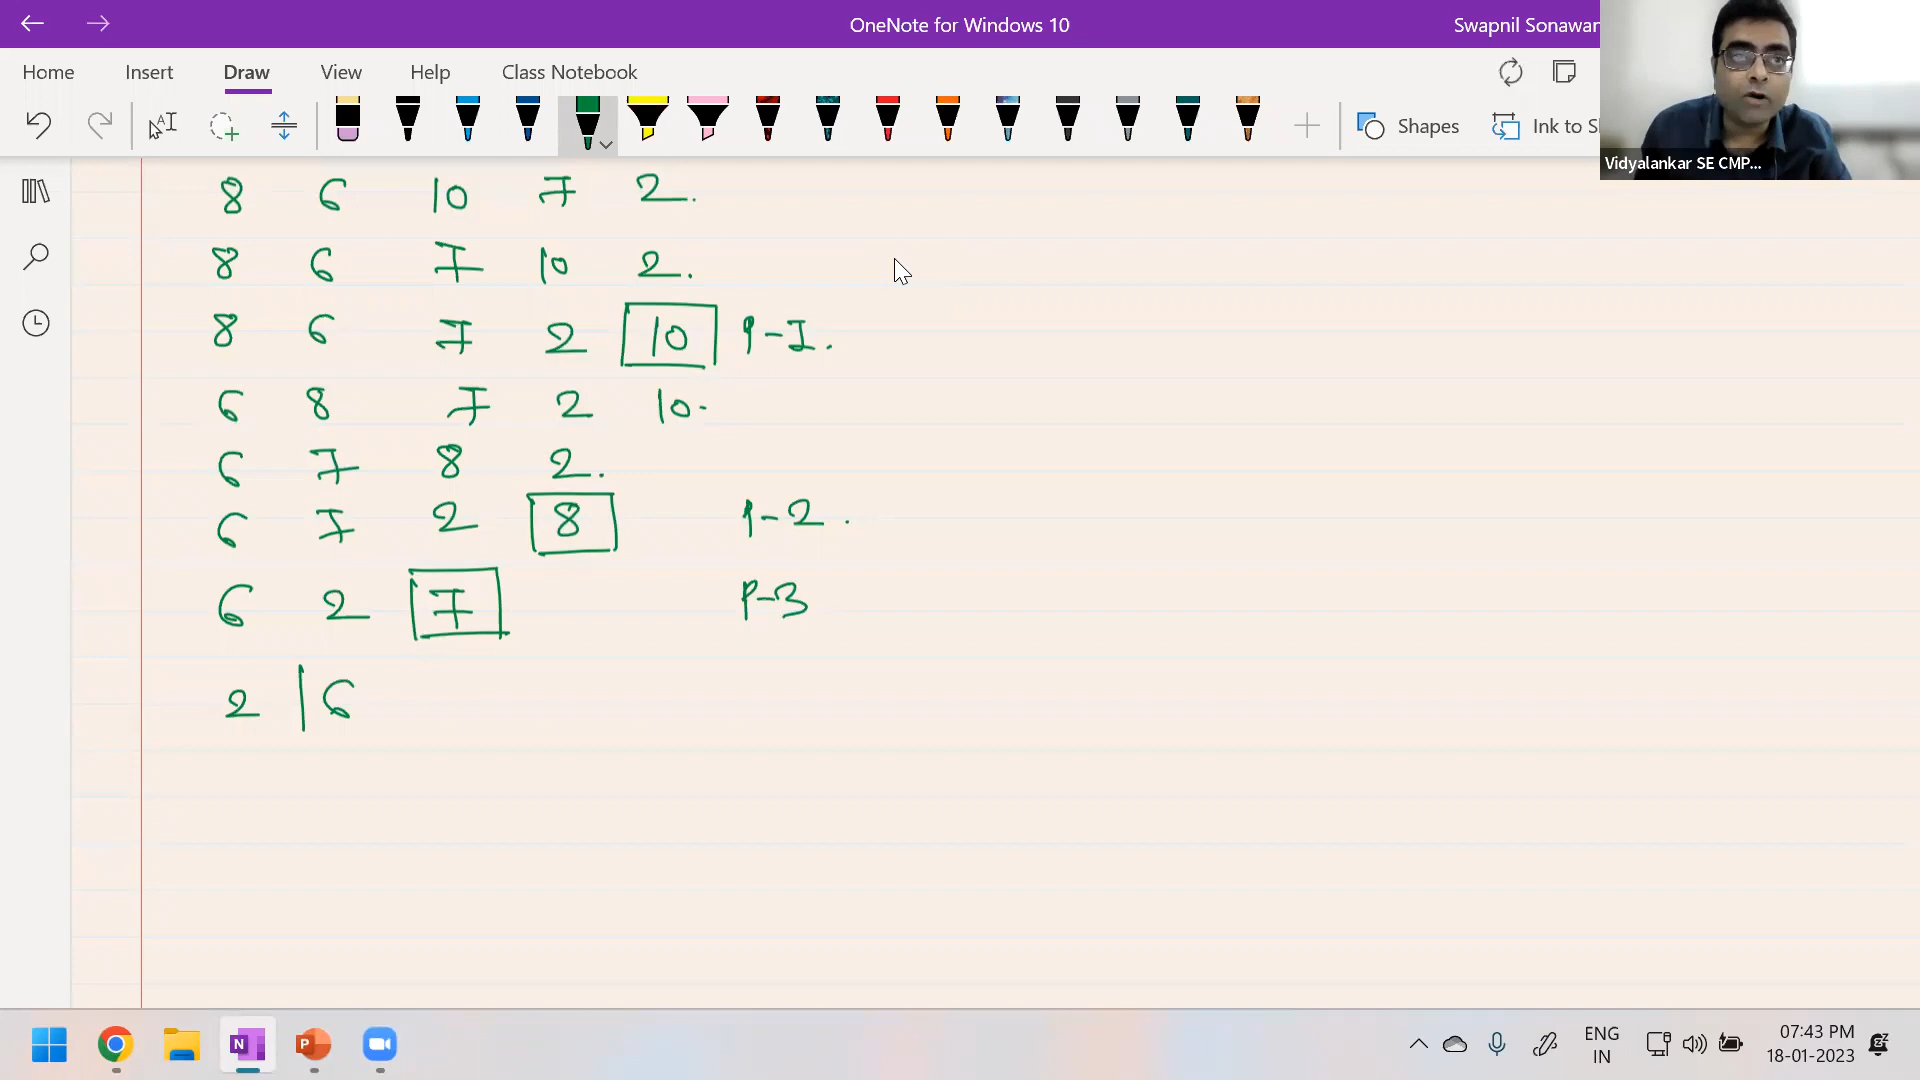 OneNote for Windows 10
Swapnil Sonawar
Home Insert Draw View Help Class Notebook
Shapes Ink to S
Vidyalankar SE CMP...
8 6 10 7 2.
8 6 7 10 2.
8 6 7 2 10 P-I.
6 8 7 2 10.
6 7 8 2.
6 7 2 8 P-2.
6 2 7 P-3
2 | 6
ENG
IN
07:43 PM
18-01-2023